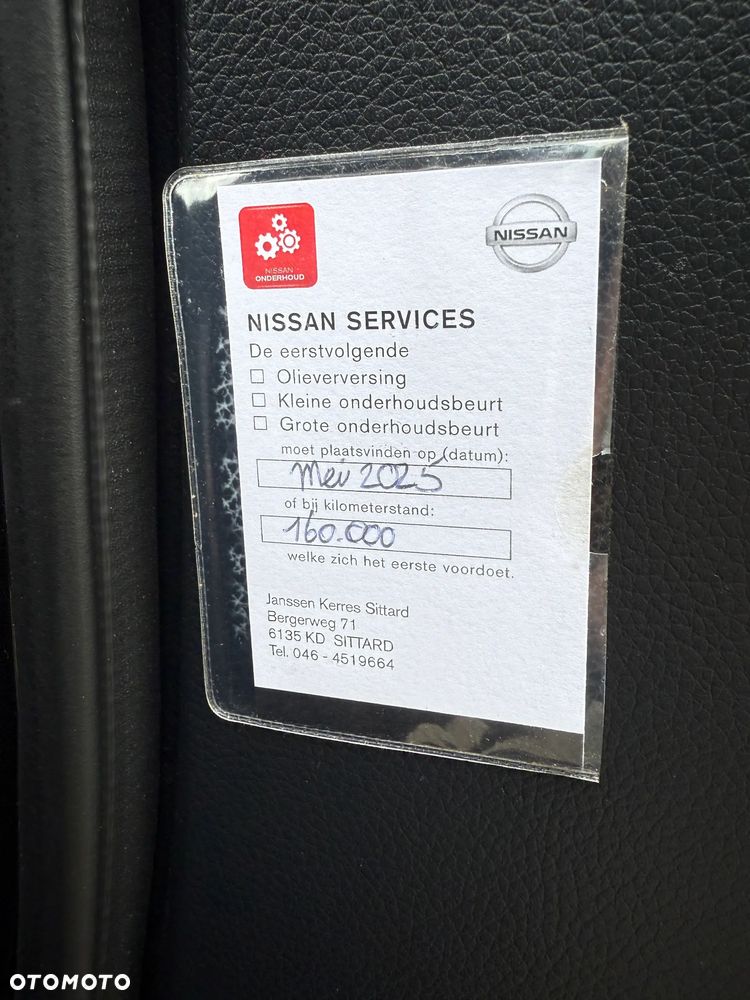 NISSAN
ONDERHOUD
NISSAN
NISSAN SERVICES
De eerstvolgende
☐ Olieverversing
☐ Kleine onderhoudsbeurt
☐ Grote onderhoudsbeurt
moet plaatsvinden op (datum):
Mei 2025
of bij kilometerstand:
160.000
welke zich het eerste voordoet.
Janssen Kerres Sittard
Bergerweg 71
6135 KD SITTARD
Tel. 046 - 4519664
OTOMOTO